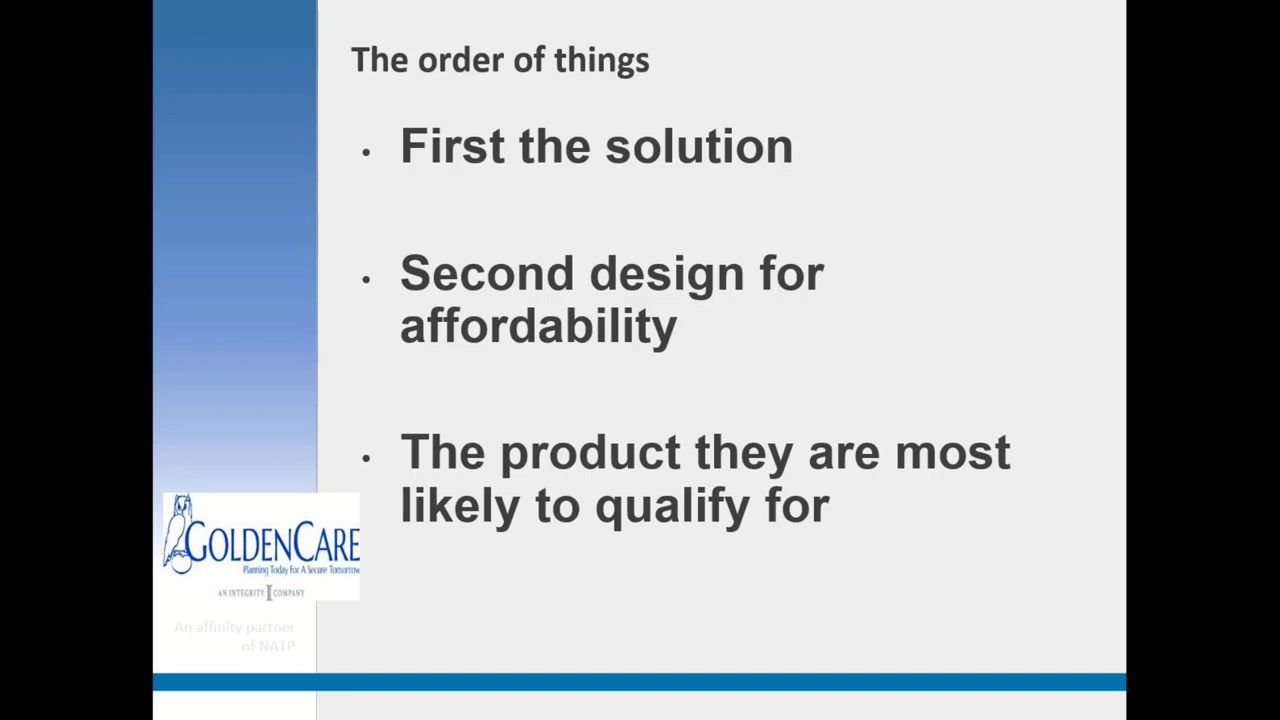 The order of things
• First the solution
• Second design for
affordability
• The product they are most
likely to qualify for
GOLDENCARE
Planning Today For A Secure Tomorrow
AN INTEGRITY COMPANY
An affinity partner
of NATP